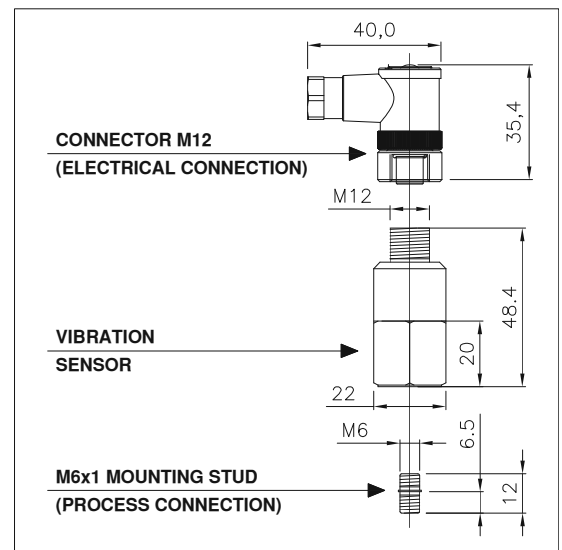 40,0
35,4
CONNECTOR M12
(ELECTRICAL CONNECTION)
M12
48.4
VIBRATION
SENSOR
20
22
M6
6.5
M6x1 MOUNTING STUD
(PROCESS CONNECTION)
12